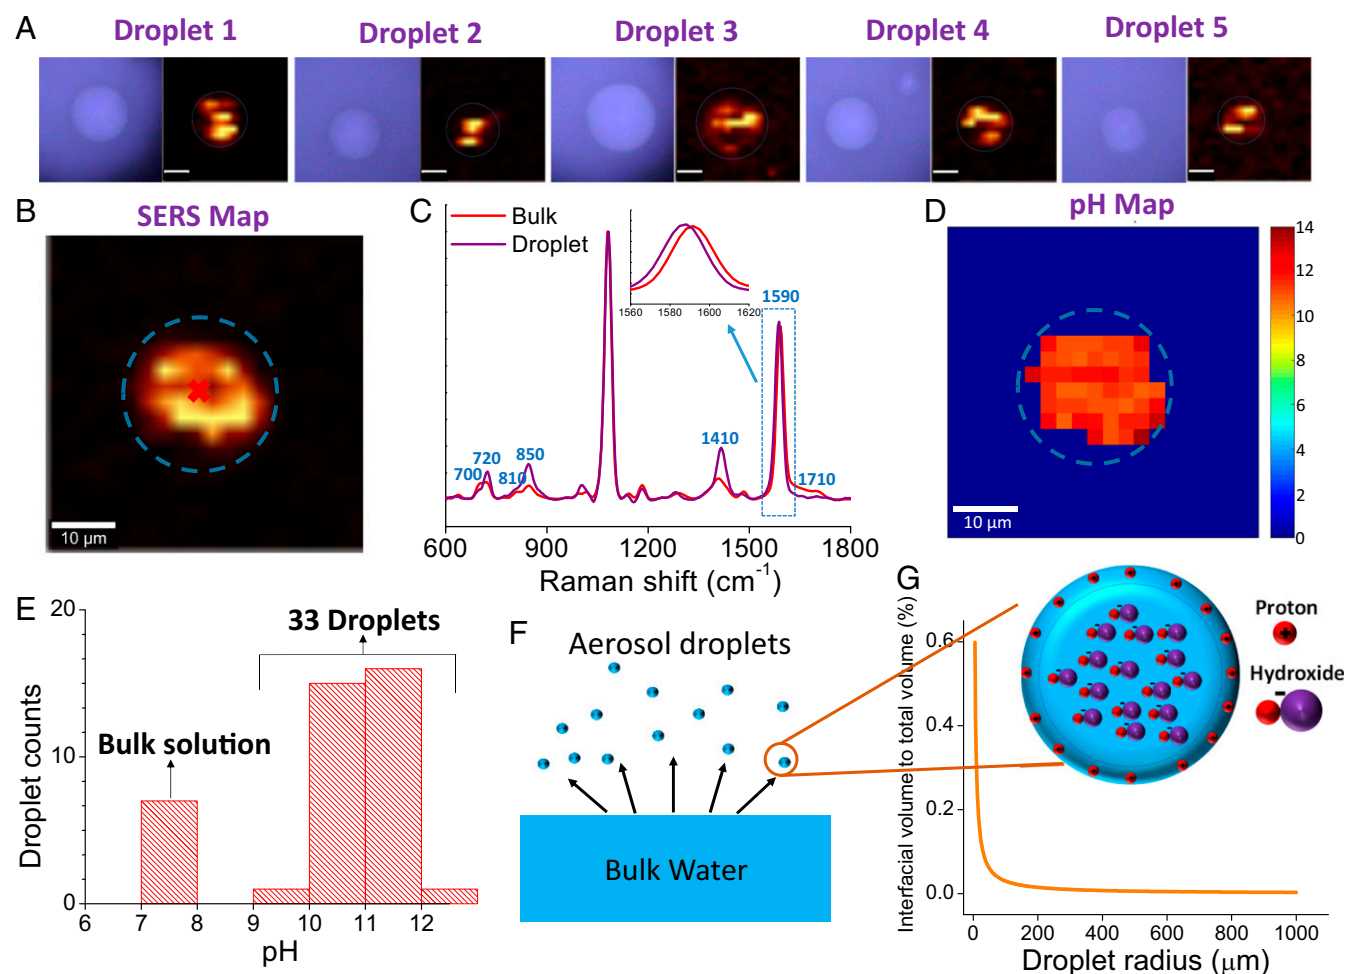 A
Droplet 1
Droplet 2
Droplet 3
Droplet 4
Droplet 5
B
SERS Map
10 µm
C
Bulk
Droplet
1560 1580 1600 1620
1590
700
720
810
850
1410
1710
600 900 1200 1500 1800
Raman shift (cm⁻¹)
D
pH Map
10 µm
14
12
10
8
6
4
2
0
E
20
10
0
Droplet counts
33 Droplets
Bulk solution
6 7 8 9 10 11 12
pH
F
Aerosol droplets
Bulk Water
G
Interfacial volume to total volume (%)
0.6
0.4
0.2
0.0
0 200 400 600 800 1000
Droplet radius (µm)
Proton
+
Hydroxide
-